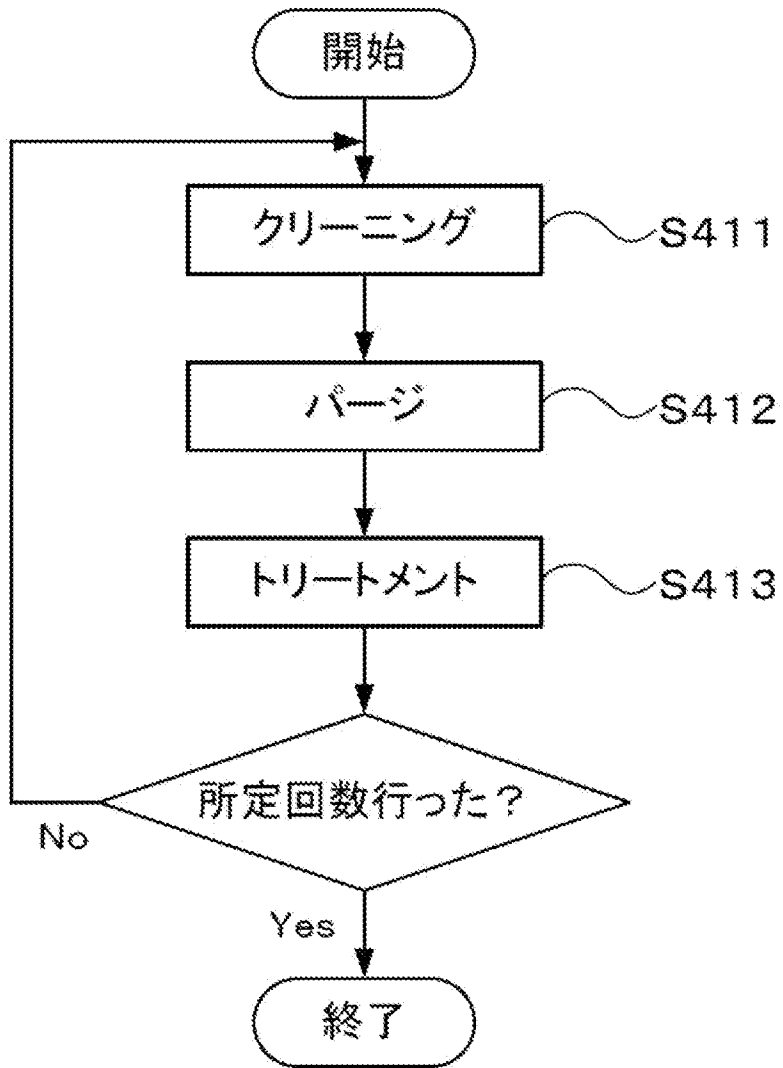 開始
クリーニング
S411
パージ
S412
トリートメント
S413
所定回数行った？
No
Yes
終了